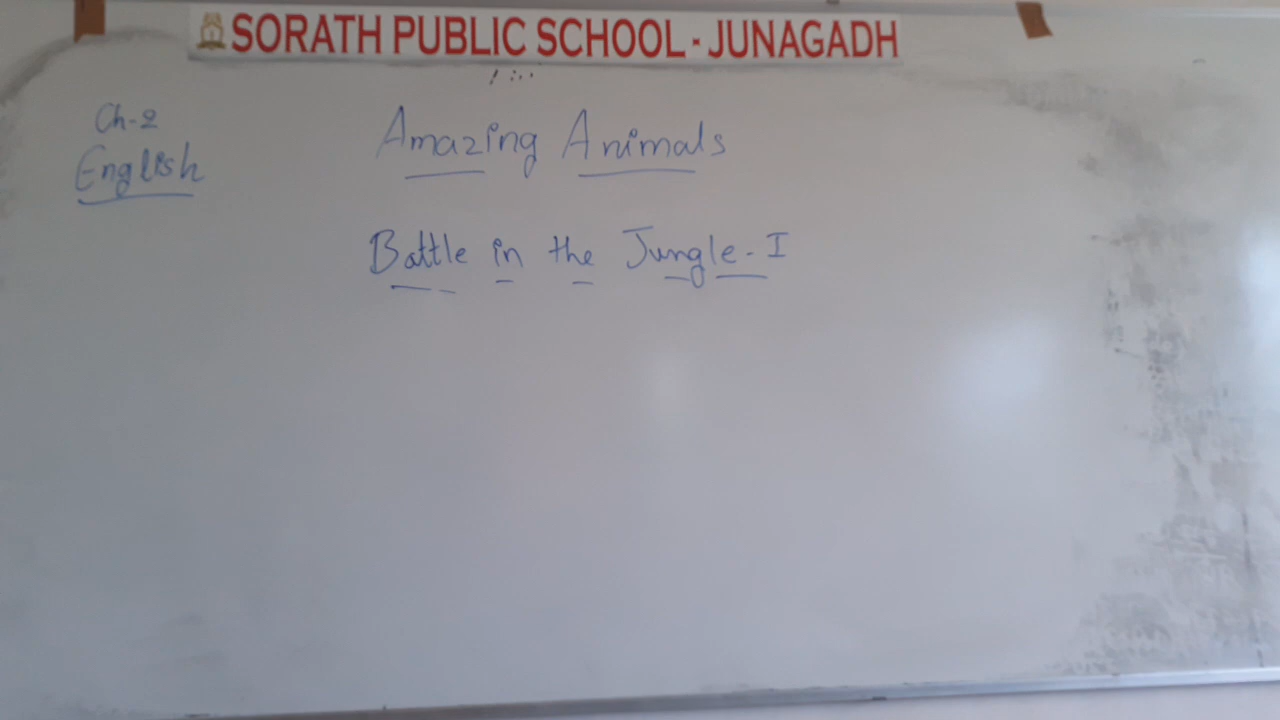 SORATH PUBLIC SCHOOL - JUNAGADH
Ch-2
English
Amazing Animals
Battle in the Jungle - I